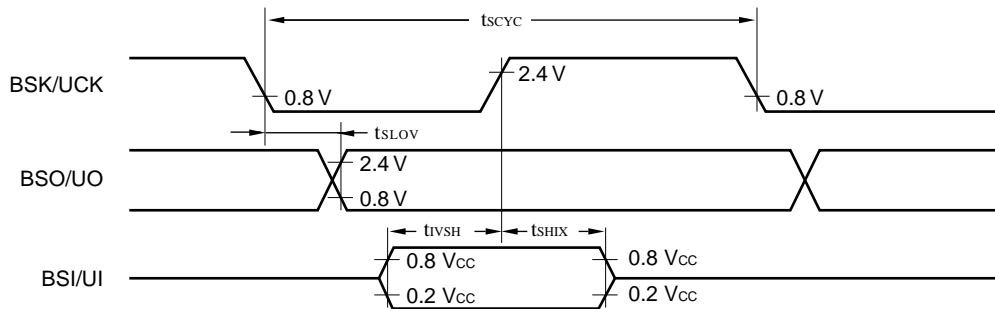 tSCYC
BSK/UCK
2.4 V
0.8 V
0.8 V
tSLOV
BSO/UO
2.4 V
0.8 V
tIVSH
tSHIX
BSI/UI
0.8 VCC
0.8 VCC
0.2 VCC
0.2 VCC